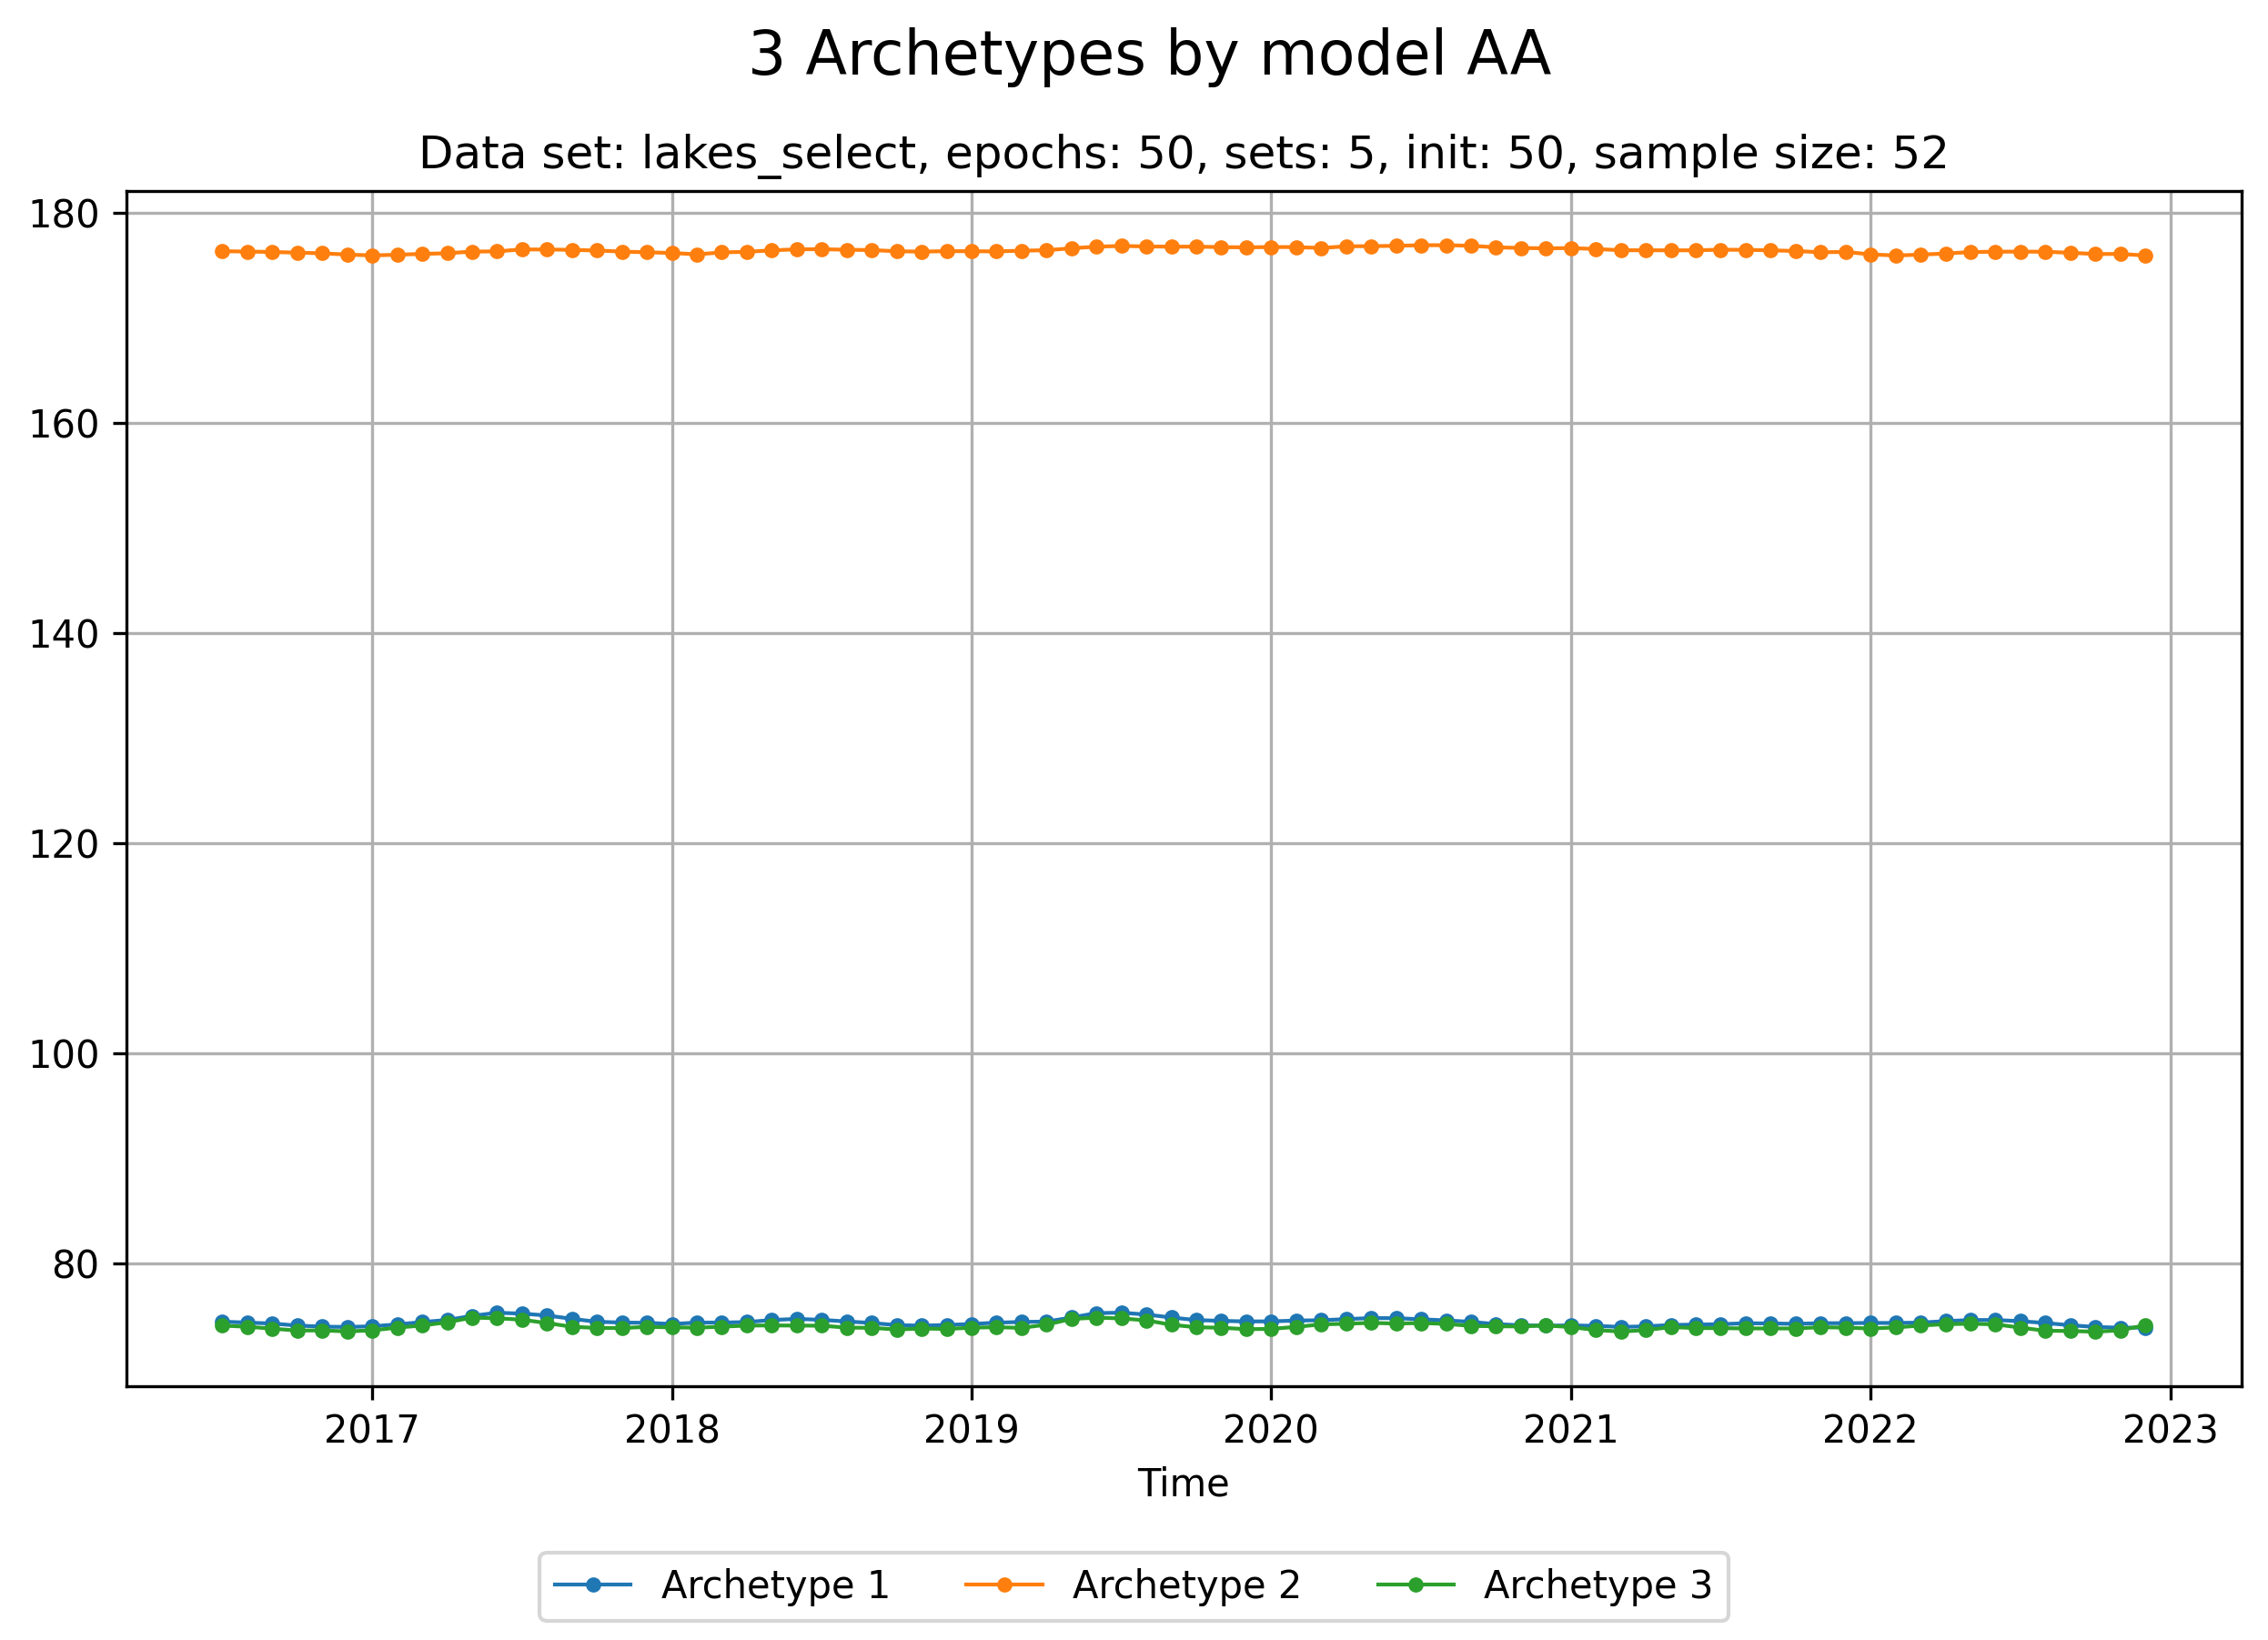 3 Archetypes by model AA
Data set: lakes_select, epochs: 50, sets: 5, init: 50, sample size: 52
180
160
140
120
100
80
2017 2018 2019 2020 2021 2022 2023
Time
Archetype 1 Archetype 2 Archetype 3